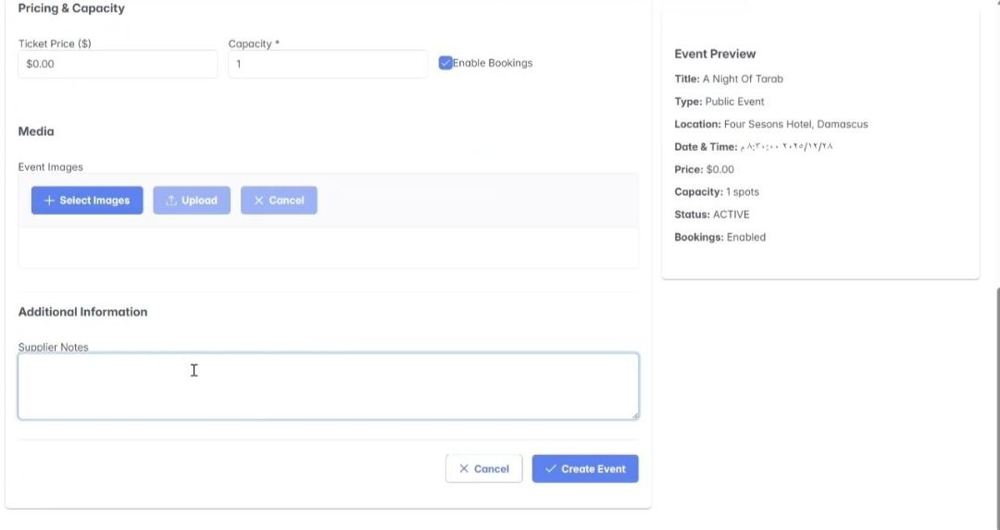 Pricing & Capacity
Ticket Price ($)
Capacity *
$0.00
1
Enable Bookings
Media
Event Images
Select Images
Upload
Cancel
Additional Information
Supplier Notes
Cancel
Create Event
Event Preview
Title: A Night Of Tarab
Type: Public Event
Location: Four Sesons Hotel, Damascus
Date & Time: ٢٨‏/١٢‏/٢٠٢٥ ٨:٣٠:٠٠ م
Price: $0.00
Capacity: 1 spots
Status: ACTIVE
Bookings: Enabled